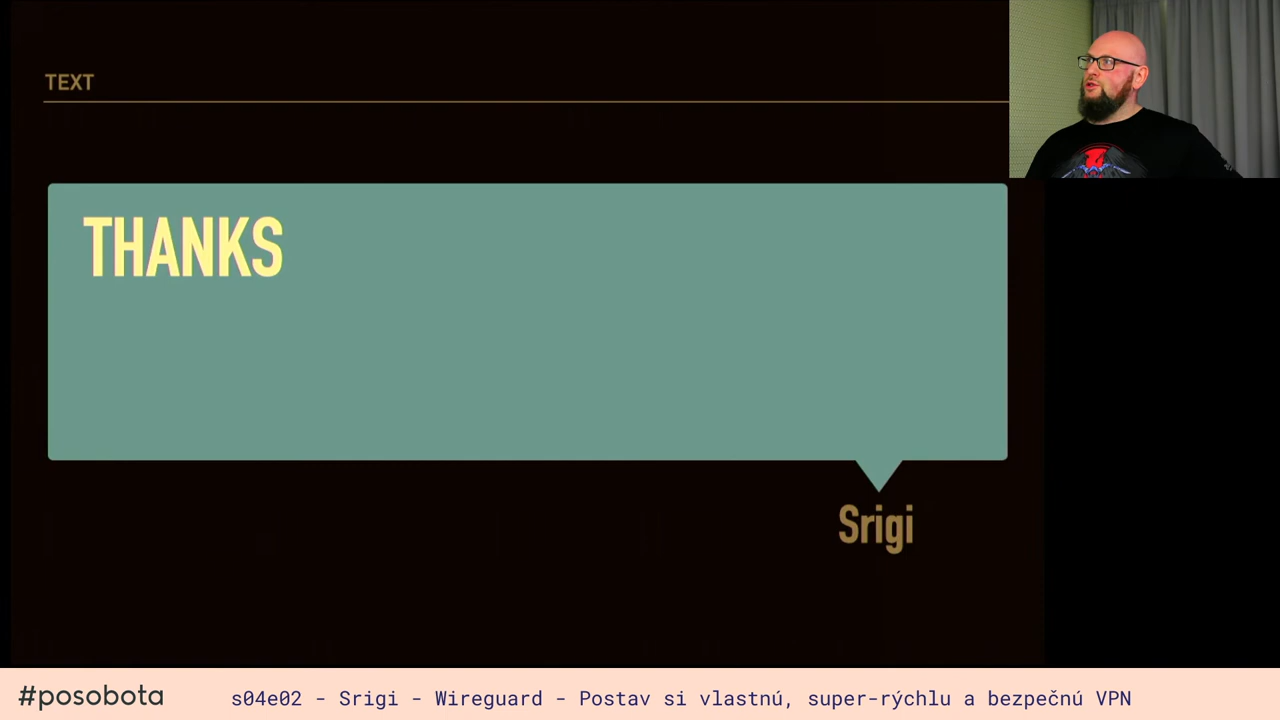 TEXT
THANKS
Srigi
#posobota
s04e02 - Srigi - Wireguard - Postav si vlastnú, super-rýchlu a bezpečnú VPN